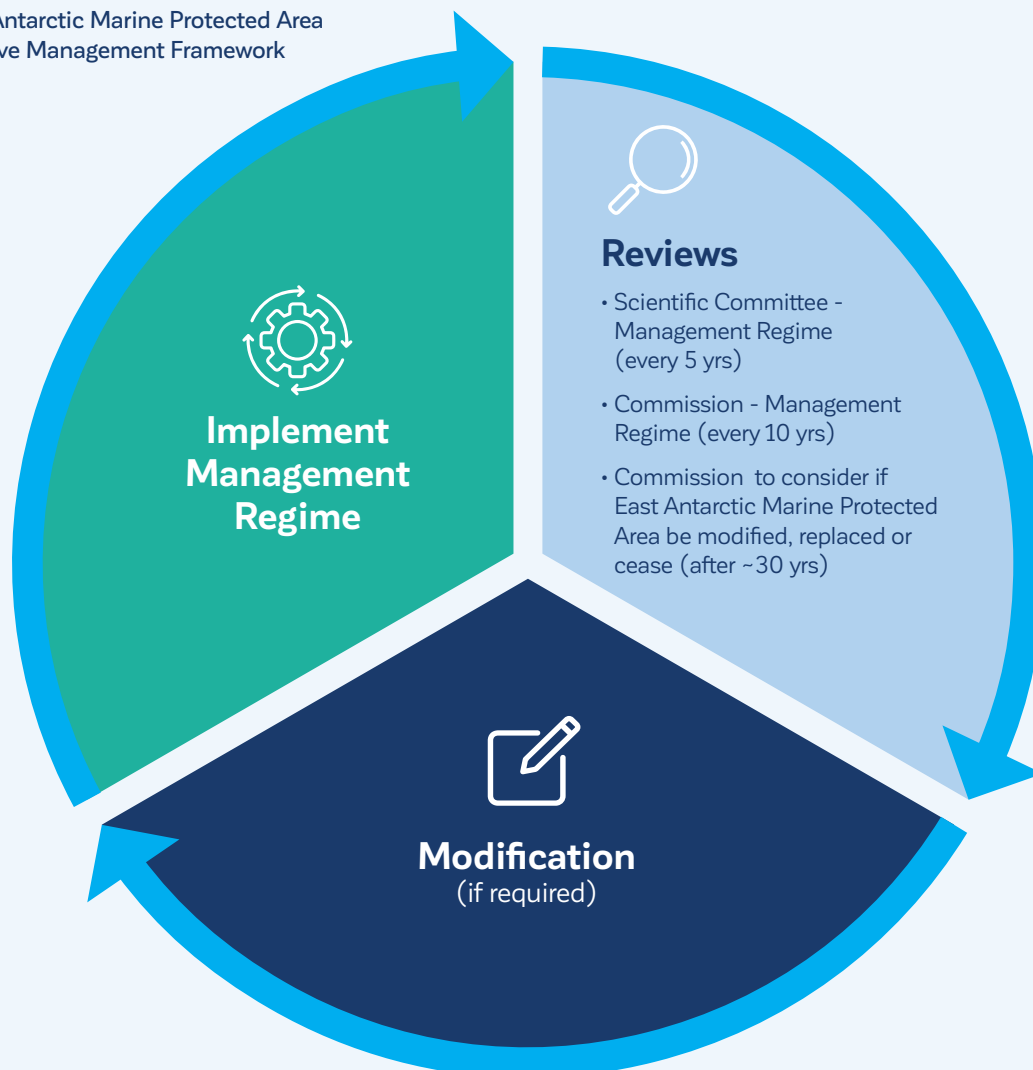 Antarctic Marine Protected Area
ve Management Framework
Reviews
• Scientific Committee -
Management Regime
(every 5 yrs)
• Commission - Management
Regime (every 10 yrs)
• Commission to consider if
East Antarctic Marine Protected
Area be modified, replaced or
cease (after ~30 yrs)
Implement
Management
Regime
Modification
(if required)